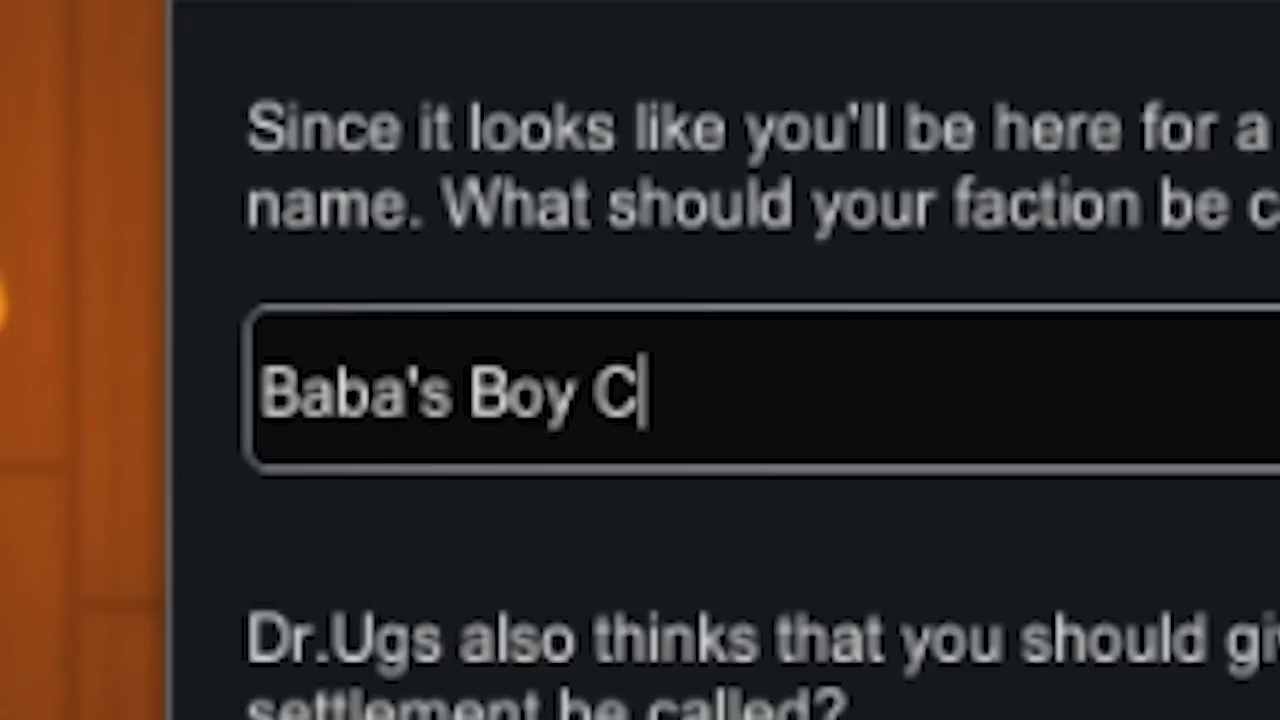 Since it looks like you'll be here for a
name. What should your faction be c
Baba's Boy C
Dr.Ugs also thinks that you should gi
settlement be called?